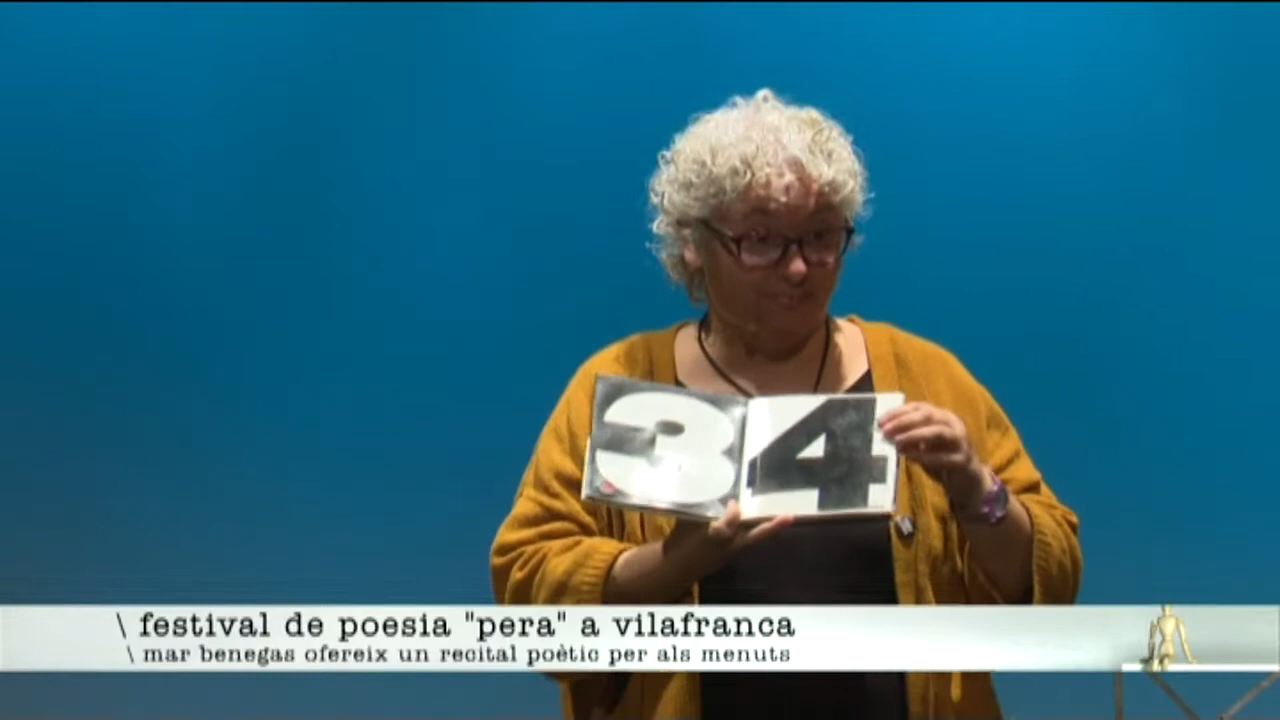 34
\ festival de poesia "pera" a vilafranca
\ mar benegas ofereix un recital poètic per als menuts